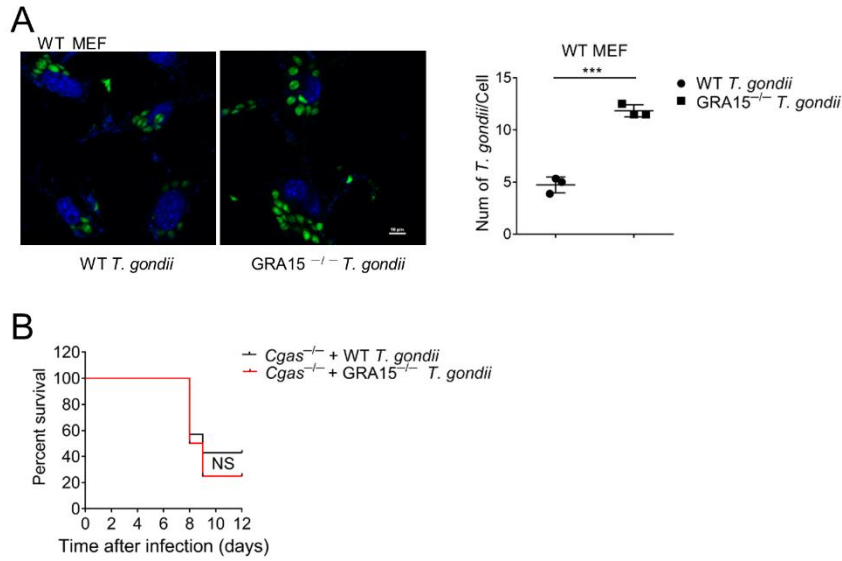 A
WT MEF
10 μm
WT T. gondii
GRA15 −/− T. gondii
WT MEF
***
15
10
5
0
Num of T. gondii/Cell
WT T. gondii
GRA15−/− T. gondii
B
120
100
80
60
40
20
0
Percent survival
NS
0 2 4 6 8 10 12
Time after infection (days)
Cgas−/− + WT T. gondii
Cgas−/− + GRA15−/− T. gondii